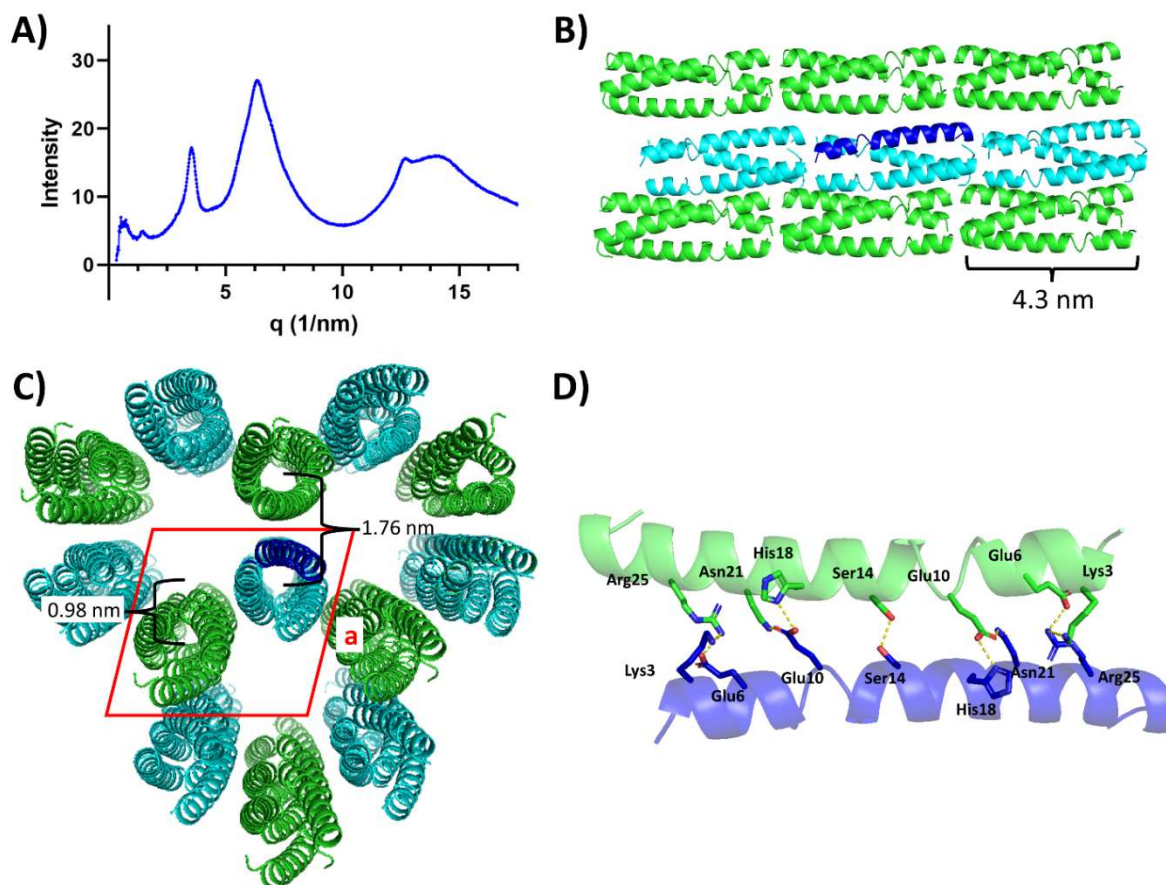 A)
30
20
10
0
Intensity
5
10
15
q (1/nm)
B)
4.3 nm
C)
1.76 nm
0.98 nm
a
D)
Arg25
Asn21
His18
Ser14
Glu10
Glu6
Lys3
Lys3
Glu6
Glu10
Ser14
His18
Asn21
Arg25